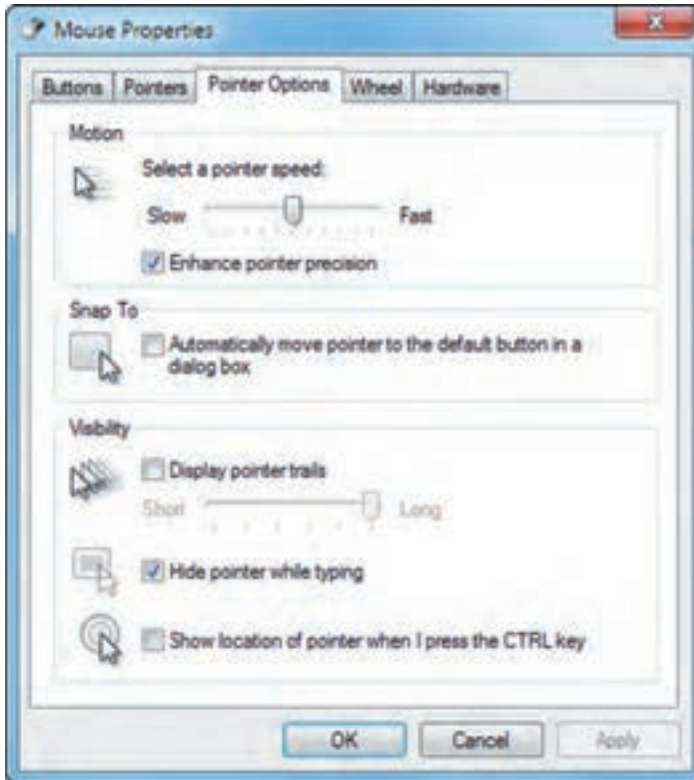 Mouse Properties
Buttons Pointers Pointer Options Wheel Hardware
Motion
Select a pointer speed:
Slow Fast
Enhance pointer precision
Snap To
Automatically move pointer to the default button in a
dialog box
Visibility
Display pointer trails
Short Long
Hide pointer while typing
Show location of pointer when I press the CTRL key
OK Cancel Apply